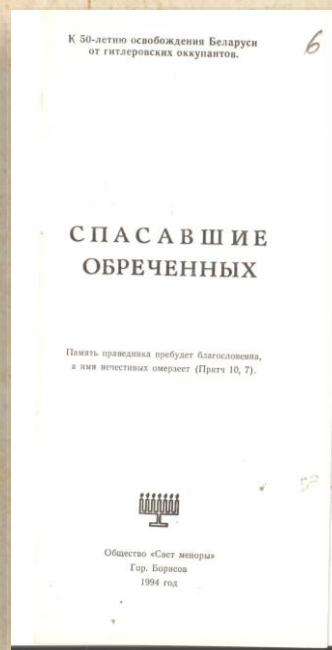 К 50-летию освобождения Беларуси
от гитлеровских оккупантов.
6
СПАСАВШИЕ
ОБРЕЧЕННЫХ
Память праведника пребудет благословенна,
а имя нечестивых омерзеет (Притч 10, 7).
Общество «Свет меноры»
Гор. Борисов
1994 год